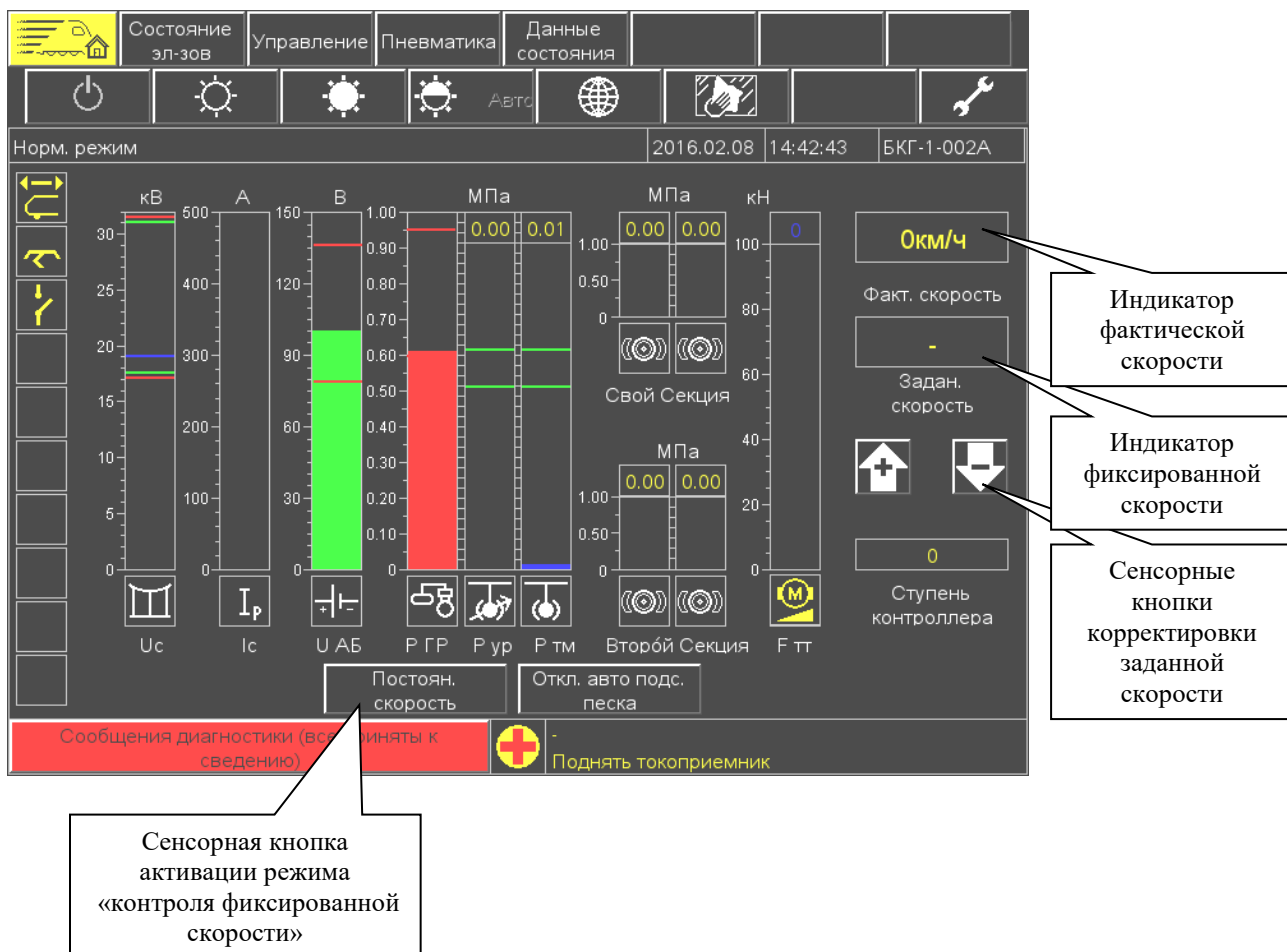 Состояние
эл-зов
Управление
Пневматика
Данные
состояния
Авто
Норм. режим
2016.02.08
14:42:43
БКГ-1-002А
кВ
А
В
МПа
МПа
кН
30
25
20
15
10
5
0
500
400
300
200
100
0
150
120
90
60
30
0
1.00
0.90
0.80
0.70
0.60
0.50
0.40
0.30
0.20
0.10
0
0.00
0.01
0.00
0.00
1.00
0.50
0
Свой Секция
МПа
0.00
0.00
1.00
0.50
0
0
100
80
60
40
20
0
0км/ч
Факт. скорость
-
Задан.
скорость
+
-
0
Ступень
контроллера
+
-
Ip
M
Uc
Ic
U АБ
P ГР
P ур
P тм
Вторóй Секция
F тт
Постоян.
скорость
Откл. авто подс.
песка
Сообщения диагностики (все приняты к
сведению)
-
Поднять токоприемник
Индикатор
фактической
скорости
Индикатор
фиксированной
скорости
Сенсорные
кнопки
корректировки
заданной
скорости
Сенсорная кнопка
активации режима
«контроля фиксированной
скорости»